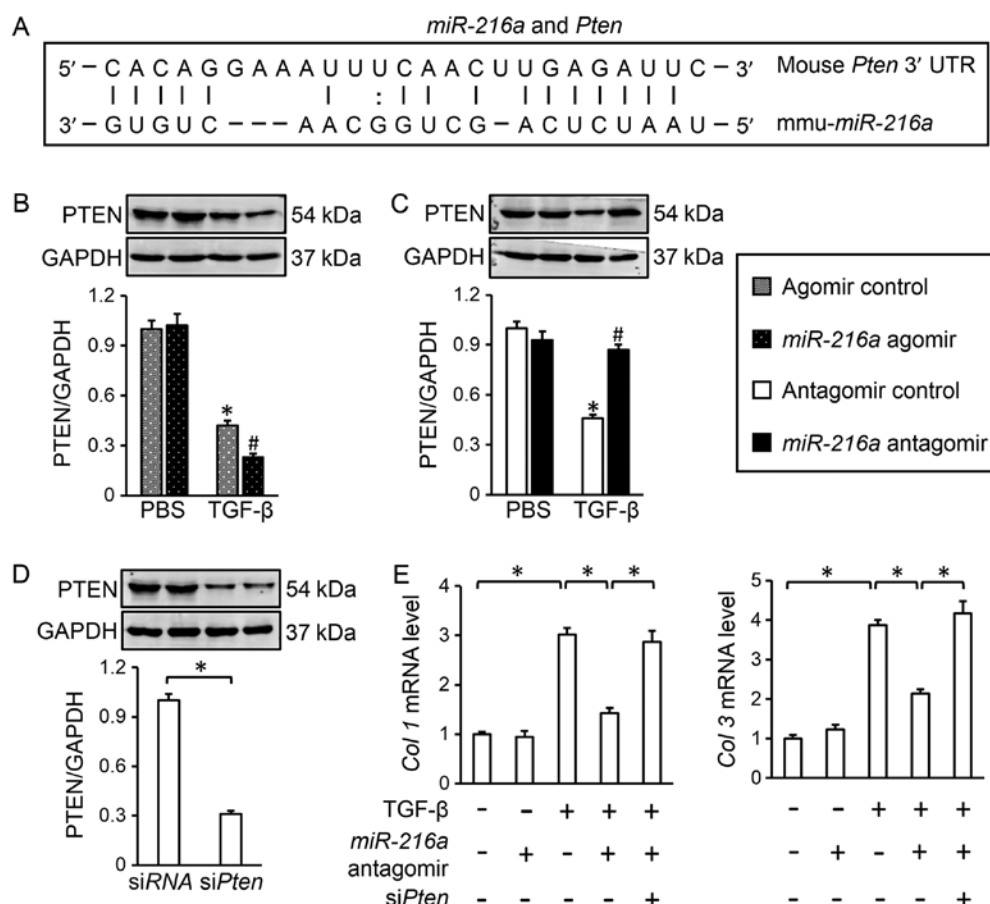 A
miR-216a and Pten
5′ – C A C A G G A A A U U U C A A C U U G A G A U U C – 3′ Mouse Pten 3′ UTR
3′ – G U G U C – – – A A C G G U C G – A C U C U A A U – 5′ mmu-miR-216a
B
PTEN 54 kDa
GAPDH 37 kDa
PTEN/GAPDH
1.2
0.9
0.6
0.3
0
*
#
PBS TGF-β
C
PTEN 54 kDa
GAPDH 37 kDa
PTEN/GAPDH
1.2
0.9
0.6
0.3
0
*
#
PBS TGF-β
Agomir control
miR-216a agomir
Antagomir control
miR-216a antagomir
D
PTEN 54 kDa
GAPDH 37 kDa
PTEN/GAPDH
1.2
0.9
0.6
0.3
0
*
siRNA siPten
E
Col 1 mRNA level
4
3
2
1
0
* * *
TGF-β - - + + +
miR-216a
antagomir - + - + +
siPten - - - - +
Col 3 mRNA level
5
4
3
2
1
0
* * *
- - + + +
- + - + +
- - - - +